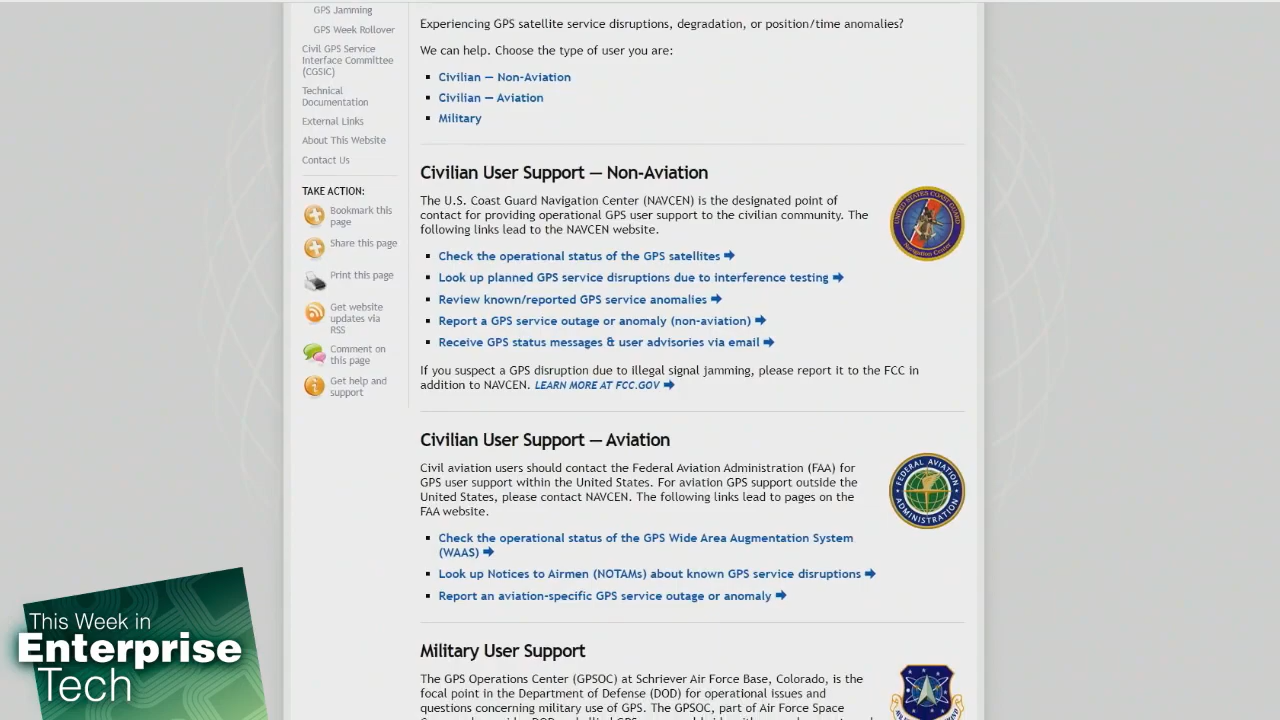 GPS Jamming
GPS Week Rollover
Civil GPS Service
Interface Committee
(CGSIC)
Technical
Documentation
External Links
About This Website
Contact Us
TAKE ACTION:
Bookmark this
page
Share this page
Print this page
Get website
updates via
RSS
Comment on
this page
Get help and
support
Experiencing GPS satellite service disruptions, degradation, or position/time anomalies?
We can help. Choose the type of user you are:
Civilian — Non-Aviation
Civilian — Aviation
Military
Civilian User Support — Non-Aviation
The U.S. Coast Guard Navigation Center (NAVCEN) is the designated point of
contact for providing operational GPS user support to the civilian community. The
following links lead to the NAVCEN website.
UNITED STATES COAST GUARD
Navigation Center
Check the operational status of the GPS satellites
Look up planned GPS service disruptions due to interference testing
Review known/reported GPS service anomalies
Report a GPS service outage or anomaly (non-aviation)
Receive GPS status messages & user advisories via email
If you suspect a GPS disruption due to illegal signal jamming, please report it to the FCC in
addition to NAVCEN. LEARN MORE AT FCC.GOV
Civilian User Support — Aviation
Civil aviation users should contact the Federal Aviation Administration (FAA) for
GPS user support within the United States. For aviation GPS support outside the
United States, please contact NAVCEN. The following links lead to pages on the
FAA website.
FEDERAL AVIATION
ADMINISTRATION
Check the operational status of the GPS Wide Area Augmentation System
(WAAS)
Look up Notices to Airmen (NOTAMs) about known GPS service disruptions
Report an aviation-specific GPS service outage or anomaly
Military User Support
The GPS Operations Center (GPSOC) at Schriever Air Force Base, Colorado, is the
focal point in the Department of Defense (DOD) for operational issues and
questions concerning military use of GPS. The GPSOC, part of Air Force Space
This Week in
Enterprise
Tech